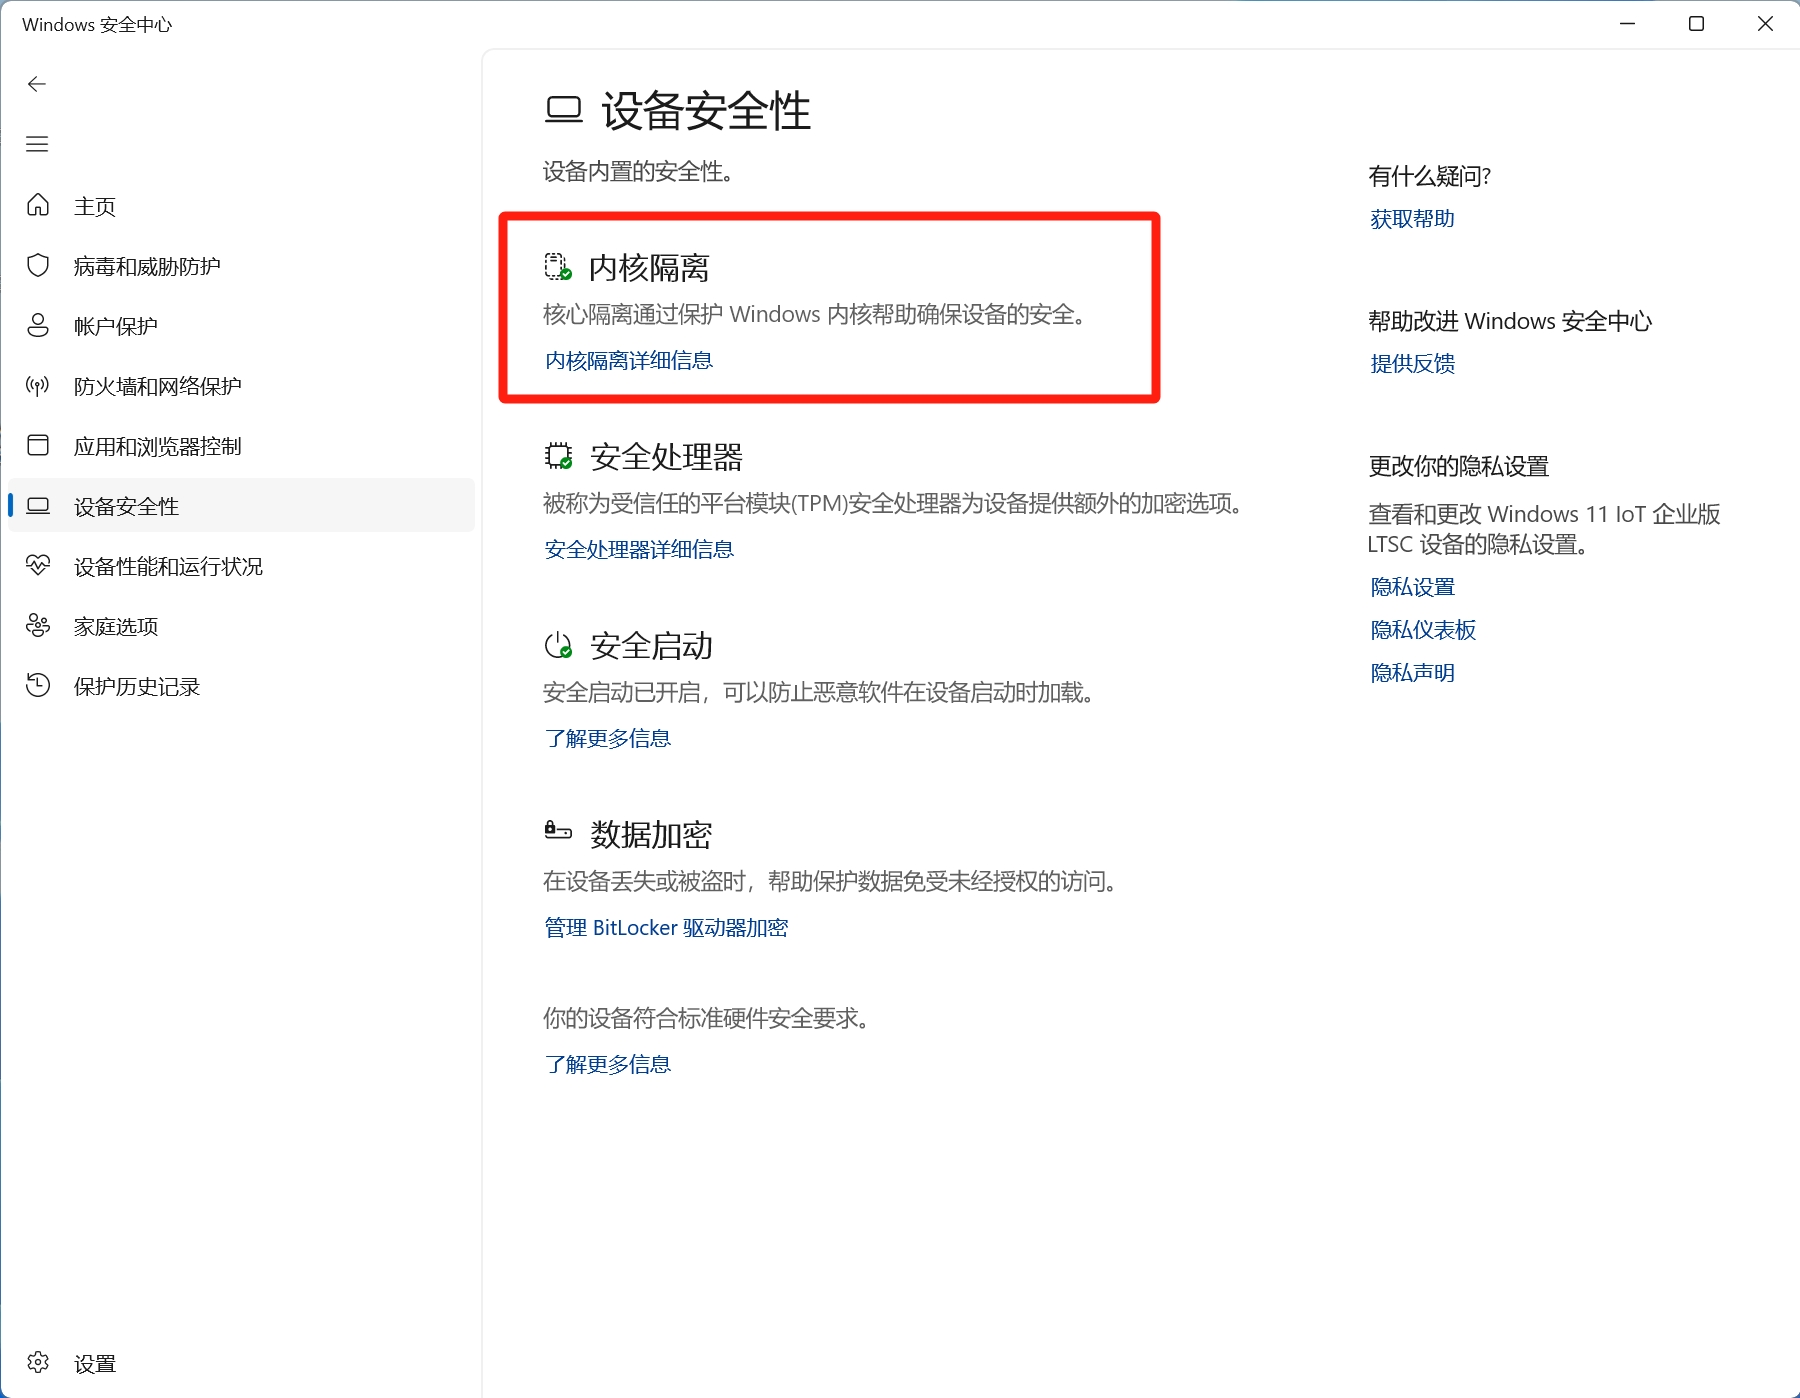 Windows 安全中心
主页
病毒和威胁防护
帐户保护
防火墙和网络保护
应用和浏览器控制
设备安全性
设备性能和运行状况
家庭选项
保护历史记录
设置
设备安全性
设备内置的安全性。
内核隔离
核心隔离通过保护 Windows 内核帮助确保设备的安全。
内核隔离详细信息
安全处理器
被称为受信任的平台模块(TPM)安全处理器为设备提供额外的加密选项。
安全处理器详细信息
安全启动
安全启动已开启，可以防止恶意软件在设备启动时加载。
了解更多信息
数据加密
在设备丢失或被盗时，帮助保护数据免受未经授权的访问。
管理 BitLocker 驱动器加密
你的设备符合标准硬件安全要求。
了解更多信息
有什么疑问?
获取帮助
帮助改进 Windows 安全中心
提供反馈
更改你的隐私设置
查看和更改 Windows 11 IoT 企业版
LTSC 设备的隐私设置。
隐私设置
隐私仪表板
隐私声明